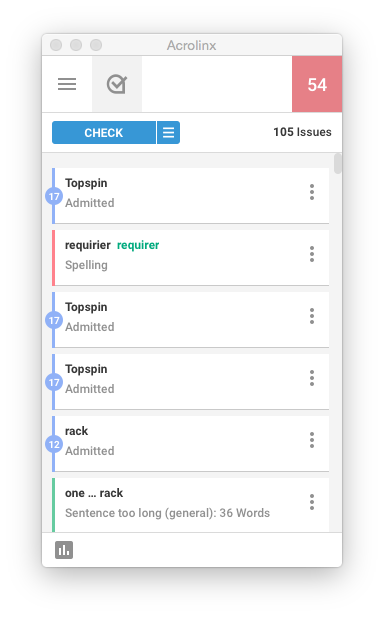 Acrolinx
54
CHECK
105 Issues
Topspin
17
Admitted
requirier requirer
Spelling
Topspin
17
Admitted
Topspin
17
Admitted
rack
12
Admitted
one ... rack
Sentence too long (general): 36 Words